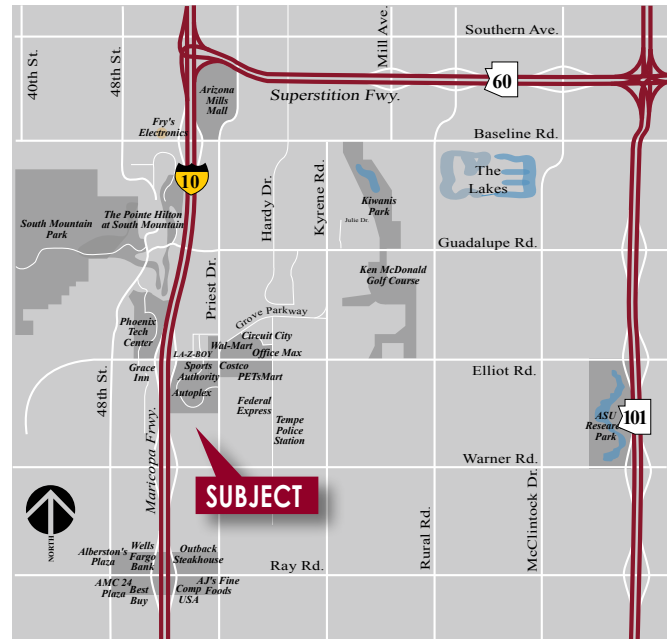 40th St.
48th St.
Mill Ave.
Southern Ave.
60
Superstition Fwy.
Arizona
Mills
Mall
Fry's
Electronics
Baseline Rd.
10
The
Lakes
Kiwanis
Park
Julie Dr.
Hardy Dr.
Kyrene Rd.
South Mountain
Park
The Pointe Hilton
at South Mountain
Guadalupe Rd.
Ken McDonald
Golf Course
Priest Dr.
Grove Parkway
Phoenix
Tech
Center
Circuit City
Wal-Mart
Office Max
LA-Z-BOY
Sports
Authority
Costco
PETsMart
Grace
Inn
Elliot Rd.
48th St.
Autoplex
Federal
Express
Tempe
Police
Station
ASU
Research
Park
101
Maricopa Frwy.
Warner Rd.
SUBJECT
NORTH
Rural Rd.
McClintock Dr.
Alberston's
Plaza
Wells
Fargo
Bank
Outback
Steakhouse
Ray Rd.
AMC 24
Plaza
Best
Buy
Comp
USA
AJ's Fine
Foods